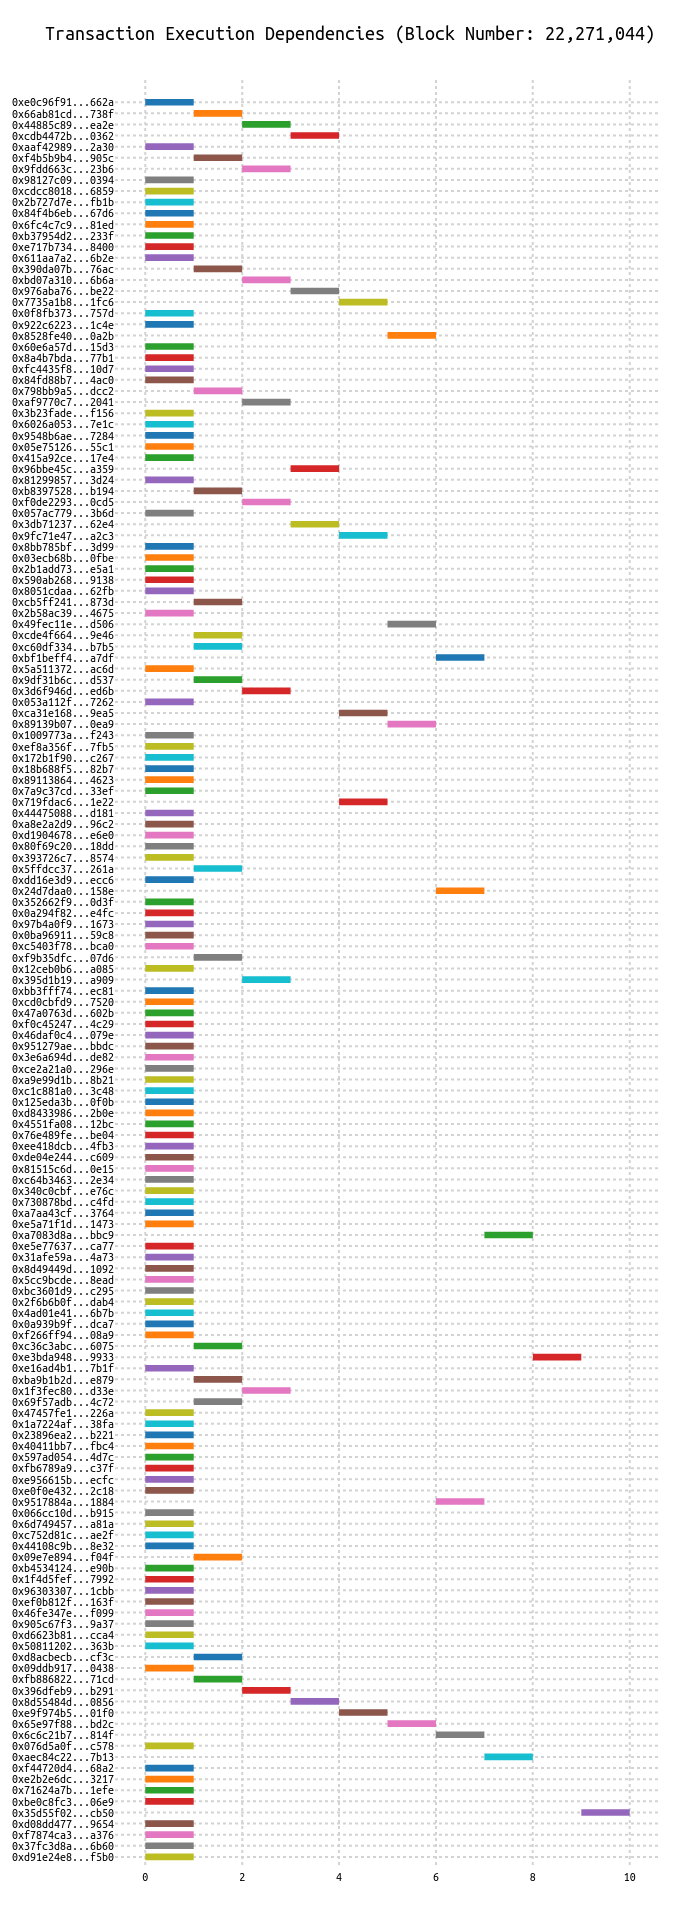 Transaction Execution Dependencies (Block Number: 22,271,044)
0xe0c96f91...662a
0x66ab81cd...738f
0x44885c89...ea2e
0xcdb4472b...0362
0xaaf42989...2a30
0xf4b5b9b4...905c
0x9fdd663c...23b6
0x98127c09...0394
0xcdcc8018...6859
0x2b727d7e...fb1b
0x84f4b6eb...67d6
0x6fc4c7c9...81ed
0xb37954d2...233f
0xe717b734...8400
0x611aa7a2...6b2e
0x390da07b...76ac
0xbd07a310...6b6a
0x976aba76...be22
0x7735a1b8...1fc6
0x0f8fb373...757d
0x922c6223...1c4e
0x8528fe40...0a2b
0x60e6a57d...15d3
0x8a4b7bda...77b1
0xfc4435f8...10d7
0x84fd88b7...4ac0
0x798bb9a5...dcc2
0xaf9770c7...2041
0x3b23fade...f156
0x6026a053...7e1c
0x9548b6ae...7284
0x05e75126...55c1
0x415a92ce...17e4
0x96bbe45c...a359
0x81299857...3d24
0xb8397528...b194
0xf0de2293...0cd5
0x057ac779...3b6d
0x3db71237...62e4
0x9fc71e47...a2c3
0x8bb785bf...3d99
0x03ecb68b...0fbe
0x2b1add73...e5a1
0x590ab268...9138
0x8051cdaa...62fb
0xcb5ff241...873d
0x2b58ac39...4675
0x49fec11e...d506
0xcde4f664...9e46
0xc60df334...b7b5
0xbf1beff4...a7df
0x5a511372...ac6d
0x9df31b6c...d537
0x3d6f946d...ed6b
0x053a112f...7262
0xca31e168...9ea5
0x89139b07...0ea9
0x1009773a...f243
0xef8a356f...7fb5
0x172b1f90...c267
0x18b688f5...82b7
0x89113864...4623
0x7a9c37cd...33ef
0x719fdac6...1e22
0x44475088...d181
0xa8e2a2d9...96c2
0xd1904678...e6e0
0x80f69c20...18dd
0x393726c7...8574
0x5ffdcc37...261a
0xdd16e3d9...ecc6
0x24d7daa0...158e
0x352662f9...0d3f
0x0a294f82...e4fc
0x97b4a0f9...1673
0x0ba96911...59c8
0xc5403f78...bca0
0xf9b35dfc...07d6
0x12ceb0b6...a085
0x395d1b19...a909
0xbb3fff74...ec81
0xcd0cbfd9...7520
0x47a0763d...602b
0xf0c45247...4c29
0x46daf0c4...079e
0x951279ae...bbdc
0x3e6a694d...de82
0xce2a21a0...296e
0xa9e99d1b...8b21
0xc1c881a0...3c48
0x125eda3b...0f0b
0xd8433986...2b0e
0x4551fa08...12bc
0x76e489fe...be04
0xee418dcb...4fb3
0xde04e244...c609
0x81515c6d...0e15
0xc64b3463...2e34
0x340c0cbf...e76c
0x730878bd...c4fd
0xa7aa43cf...3764
0xe5a71f1d...1473
0xa7083d8a...bbc9
0xe5e77637...ca77
0x31afe59a...4a73
0x8d49449d...1092
0x5cc9bcde...8ead
0xbc3601d9...c295
0x2f6b6b0f...dab4
0x4ad01e41...6b7b
0x0a939b9f...dca7
0xf266ff94...08a9
0xc36c3abc...6075
0xe3bda948...9933
0xe16ad4b1...7b1f
0xba9b1b2d...e879
0x1f3fec80...d33e
0x69f57adb...4c72
0x47457fe1...226a
0x1a7224af...38fa
0x23896ea2...b221
0x40411bb7...fbc4
0x597ad054...4d7c
0xfb6789a9...c37f
0xe956615b...ecfc
0xe0f0e432...2c18
0x9517884a...1884
0x066cc10d...b915
0x6d749457...a81a
0xc752d81c...ae2f
0x44108c9b...8e32
0x09e7e894...f04f
0xb4534124...e90b
0x1f4d5fef...7992
0x96303307...1cbb
0xef0b812f...163f
0x46fe347e...f099
0x905c67f3...9a37
0xd6623b81...cca4
0x50811202...363b
0xd8acbecb...cf3c
0x09ddb917...0438
0xfb886822...71cd
0x396dfeb9...b291
0x8d55484d...0856
0xe9f974b5...01f0
0x65e97f88...bd2c
0x6c6c21b7...814f
0x076d5a0f...c578
0xaec84c22...7b13
0xf44720d4...68a2
0xe2b2e6dc...3217
0x71624a7b...1efe
0xbe0c8fc3...06e9
0x35d55f02...cb50
0xd08dd477...9654
0xf7874ca3...a376
0x37fc3d8a...6b60
0xd91e24e8...f5b0
0 2 4 6 8 10